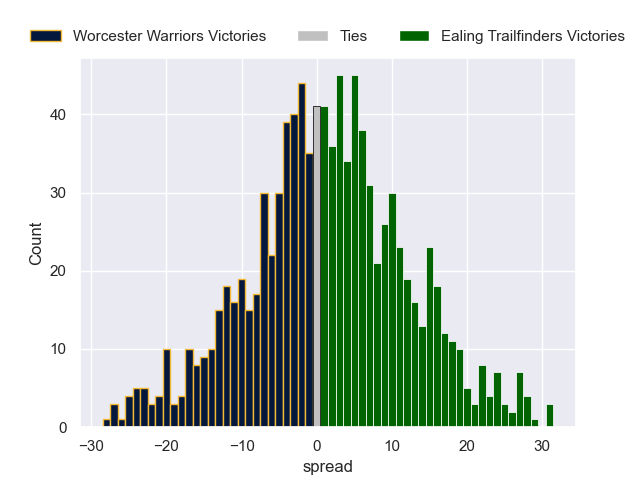 Worcester Warriors Victories Ties Ealing Trailfinders Victories
40
30
20
10
0
Count
−30 −20 −10 0 10 20 30
spread